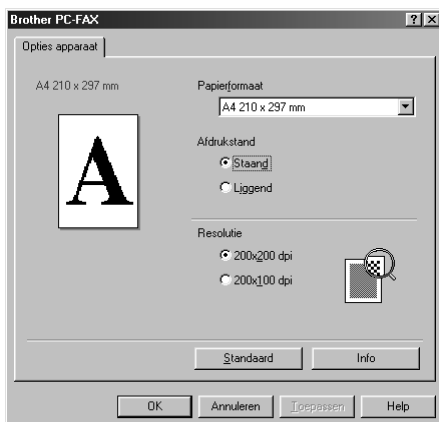 Brother PC-FAX
Opties apparaat
A4 210 x 297 mm
A
Papierformaat
A4 210 x 297 mm
Afdrukstand
Staand
Liggend
Resolutie
200x200 dpi
200x100 dpi
Standaard
Info
OK
Annuleren
Toepassen
Help